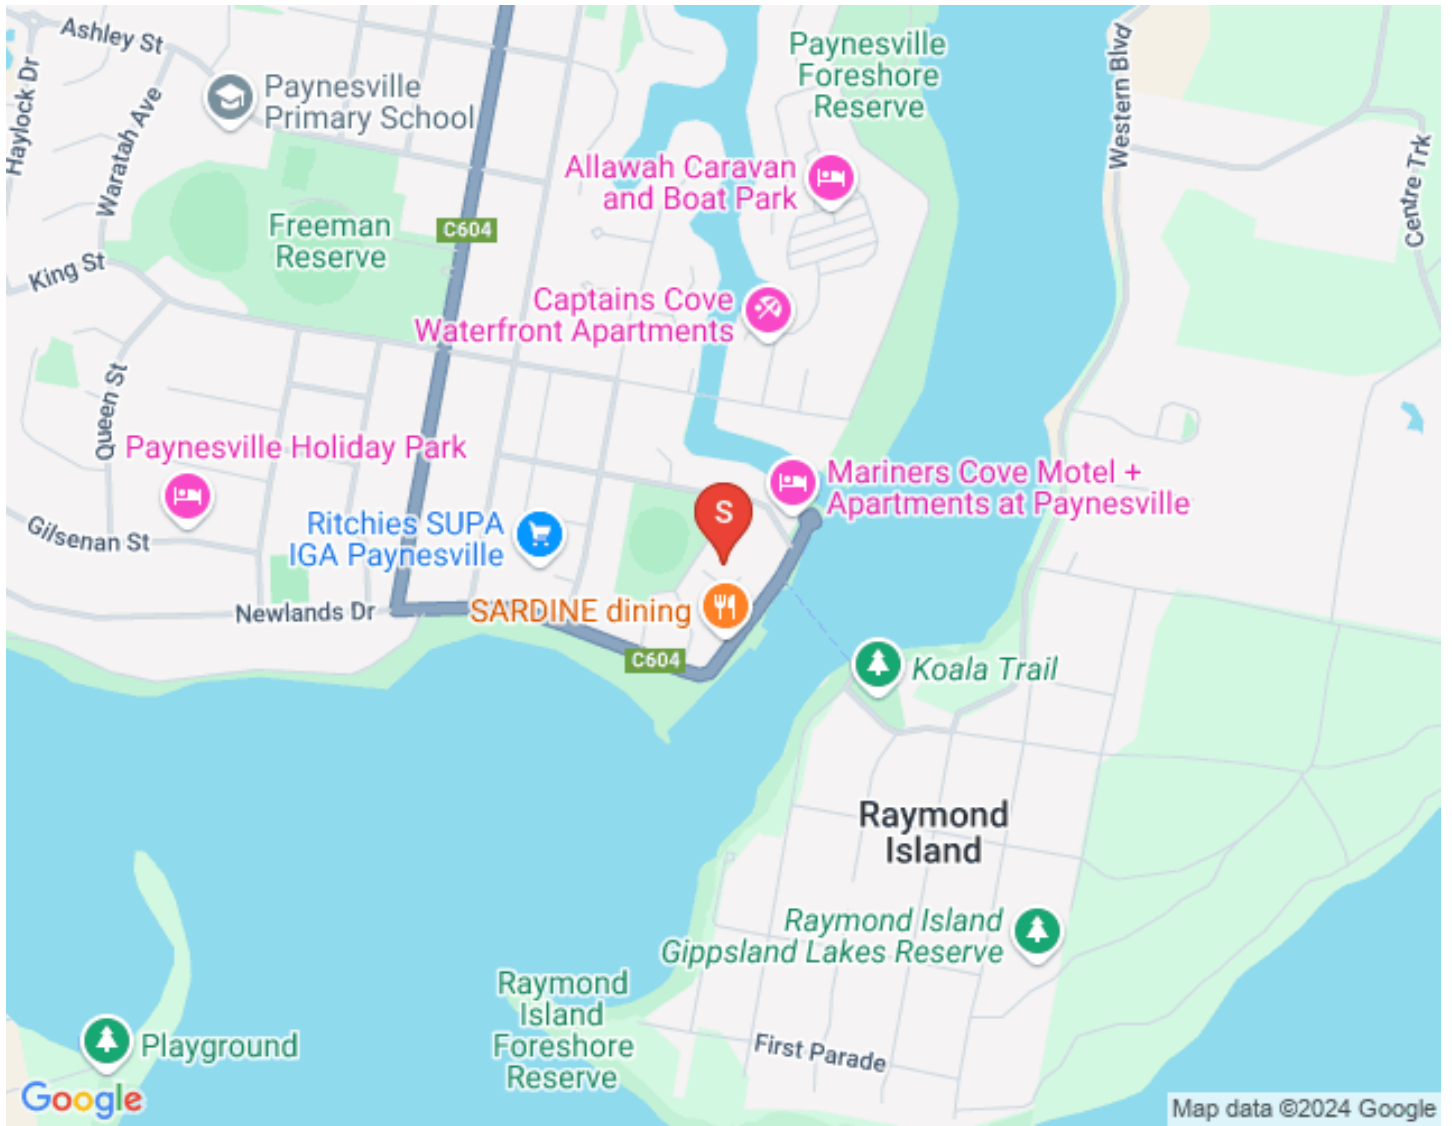 Ashley St
Haylock Dr
Waratah Ave
Paynesville
Primary School
Paynesville
Foreshore
Reserve
Western Blvd
Centre Trk
Allawah Caravan
and Boat Park
Freeman
Reserve
C604
King St
Captains Cove
Waterfront Apartments
Queen St
Paynesville Holiday Park
Mariners Cove Motel +
Apartments at Paynesville
S
Gilsenan St
Ritchies SUPA
IGA Paynesville
Newlands Dr
SARDINE dining
C604
Koala Trail
Raymond
Island
Raymond Island
Gippsland Lakes Reserve
Raymond
Island
Foreshore
Reserve
First Parade
Playground
Google
Map data ©2024 Google